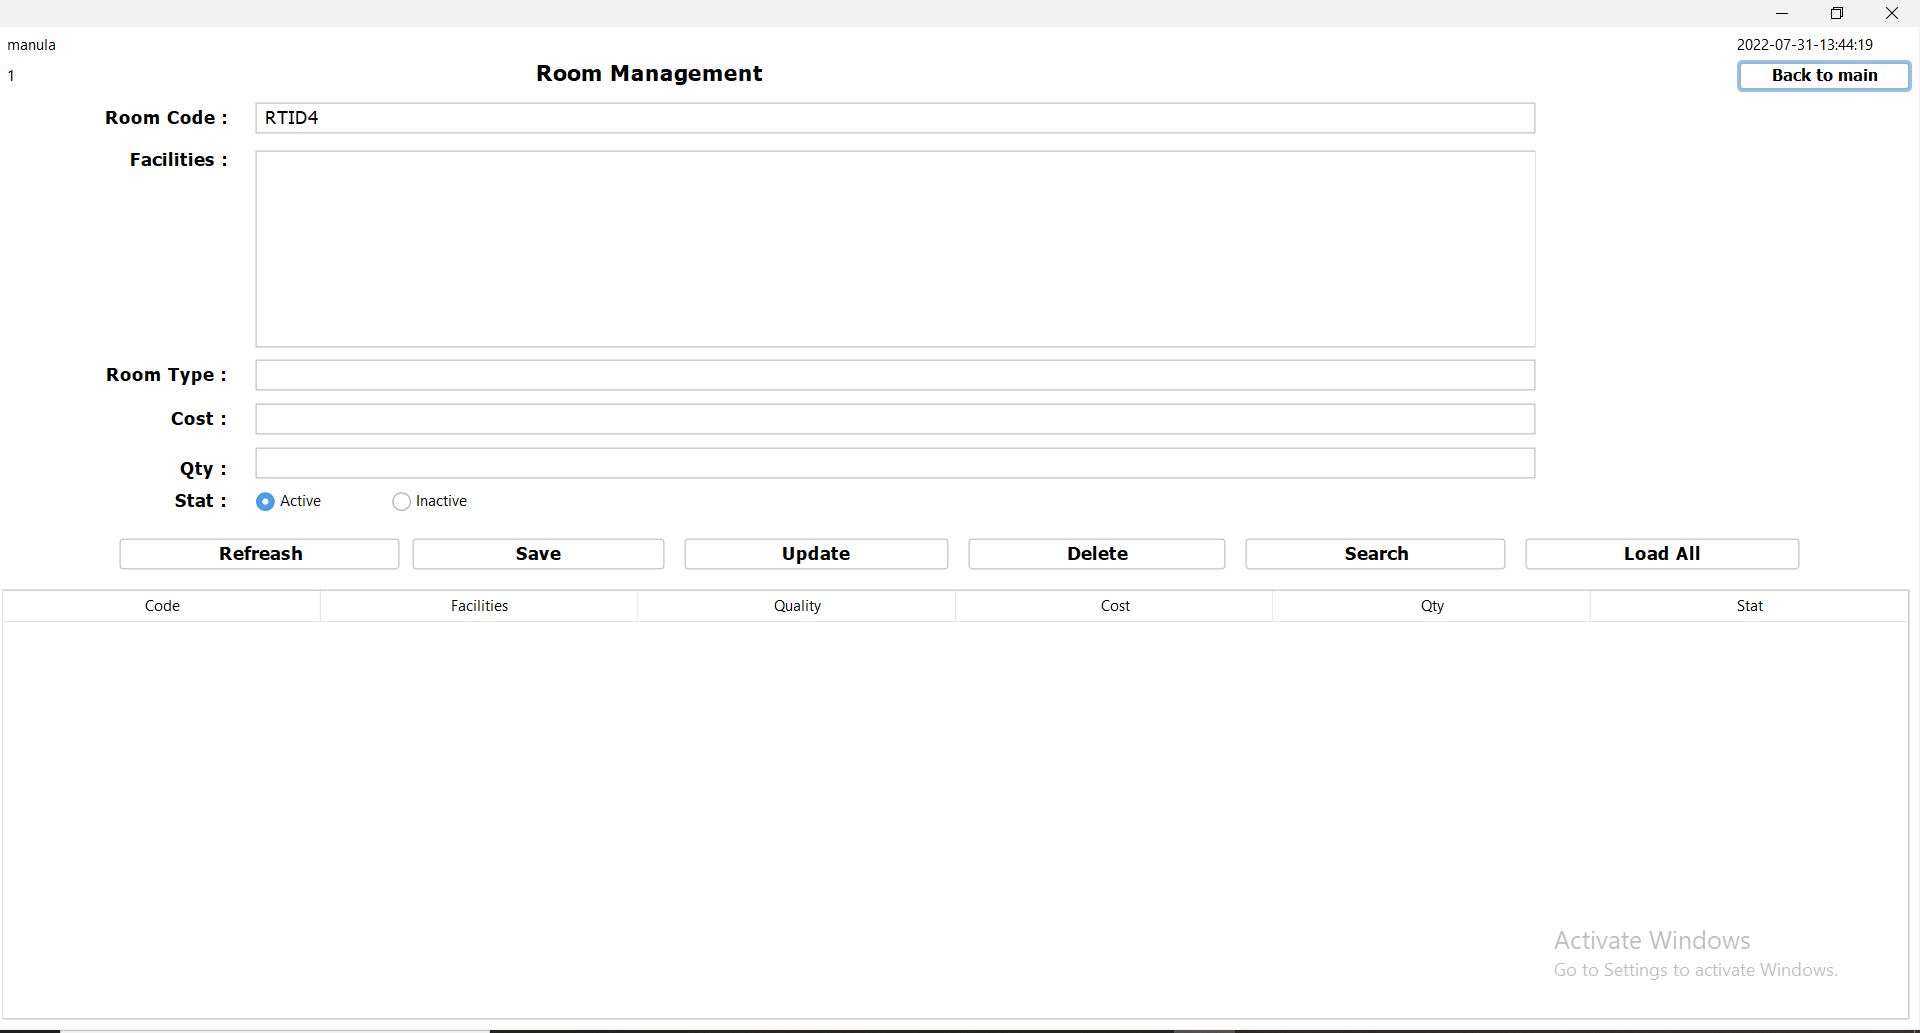 manula
2022-07-31-13:44:19
1
Room Management
Back to main
Room Code : RTID4
Facilities :
Room Type :
Cost :
Qty :
Stat : Active Inactive
Refreash Save Update Delete Search Load All
Code Facilities Quality Cost Qty Stat
Activate Windows
Go to Settings to activate Windows.